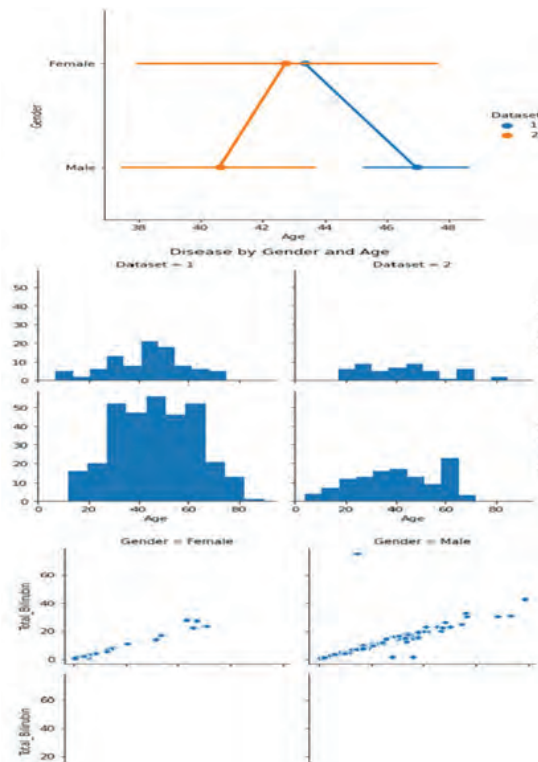 Female
Gender
Dataset
1
2
Male
38 40 42 44 46 48
Age
Disease by Gender and Age
Dataset = 1 Dataset = 2
50
40
30
20
10
0
50
40
30
20
10
0
0 20 40 60 80 0 20 40 60 80
Age Age
Gender = Female Gender = Male
60
Total_Bilirubin
40
20
0
60
Total_Bilirubin
40
20